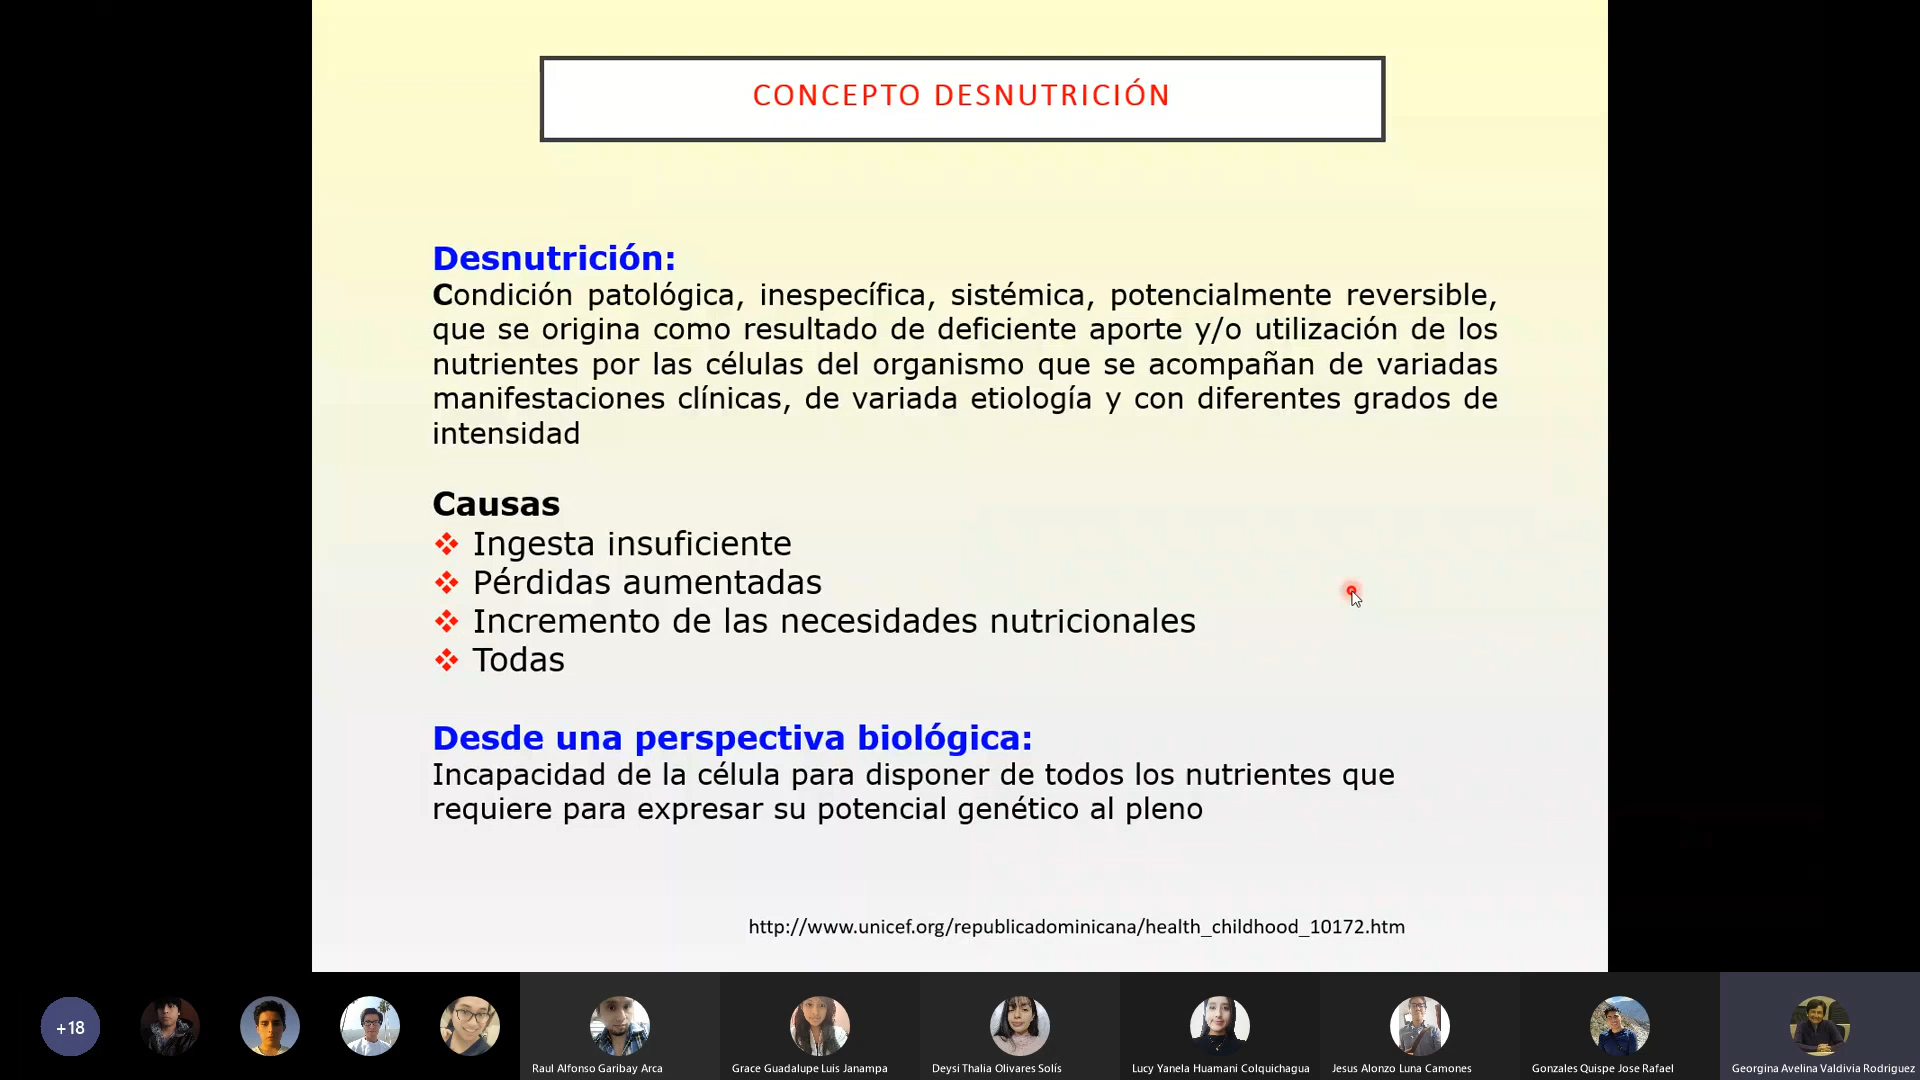 CONCEPTO DESNUTRICIÓN
Desnutrición:
Condición patológica, inespecífica, sistémica, potencialmente reversible,
que se origina como resultado de deficiente aporte y/o utilización de los
nutrientes por las células del organismo que se acompañan de variadas
manifestaciones clínicas, de variada etiología y con diferentes grados de
intensidad
Causas
Ingesta insuficiente
Pérdidas aumentadas
Incremento de las necesidades nutricionales
Todas
Desde una perspectiva biológica:
Incapacidad de la célula para disponer de todos los nutrientes que
requiere para expresar su potencial genético al pleno
http://www.unicef.org/republicadominicana/health_childhood_10172.htm
+18
Raul Alfonso Garibay Arca
Grace Guadalupe Luis Janampa
Deysi Thalia Olivares Solís
Lucy Yanela Huamani Colquichagua
Jesus Alonzo Luna Camones
Gonzales Quispe Jose Rafael
Georgina Avelina Valdivia Rodriguez